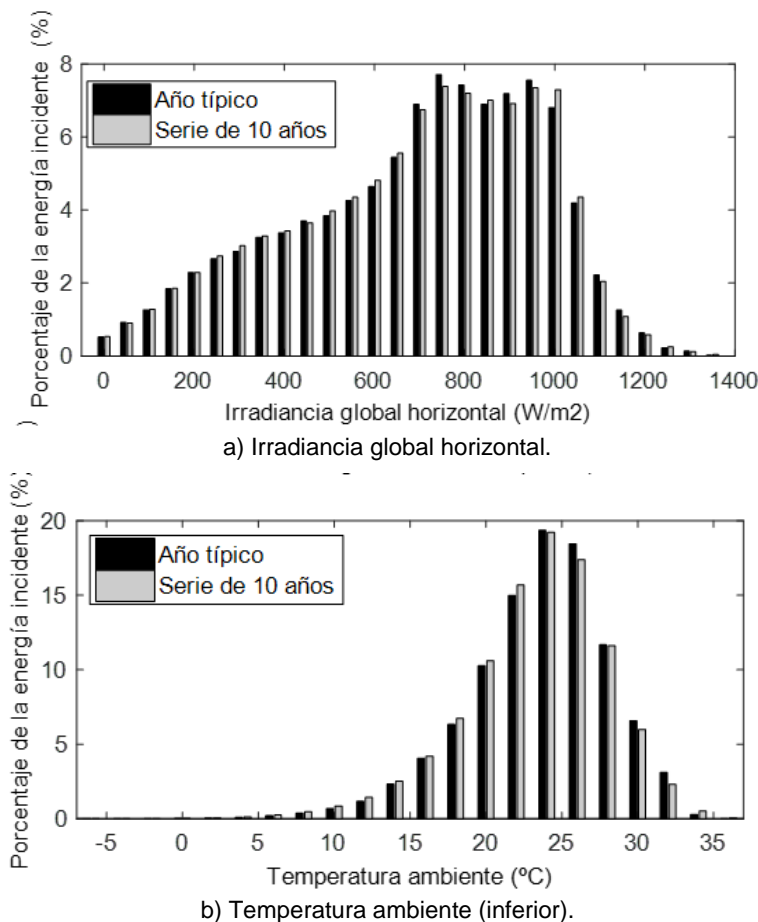 Porcentaje de la energía incidente (%)
8
6
4
2
0
Año típico
Serie de 10 años
0 200 400 600 800 1000 1200 1400
Irradiancia global horizontal (W/m2)
)
a) Irradiancia global horizontal.
Porcentaje de la energía incidente (%)
20
15
10
5
0
Año típico
Serie de 10 años
-5 0 5 10 15 20 25 30 35
Temperatura ambiente (ºC)
b) Temperatura ambiente (inferior).